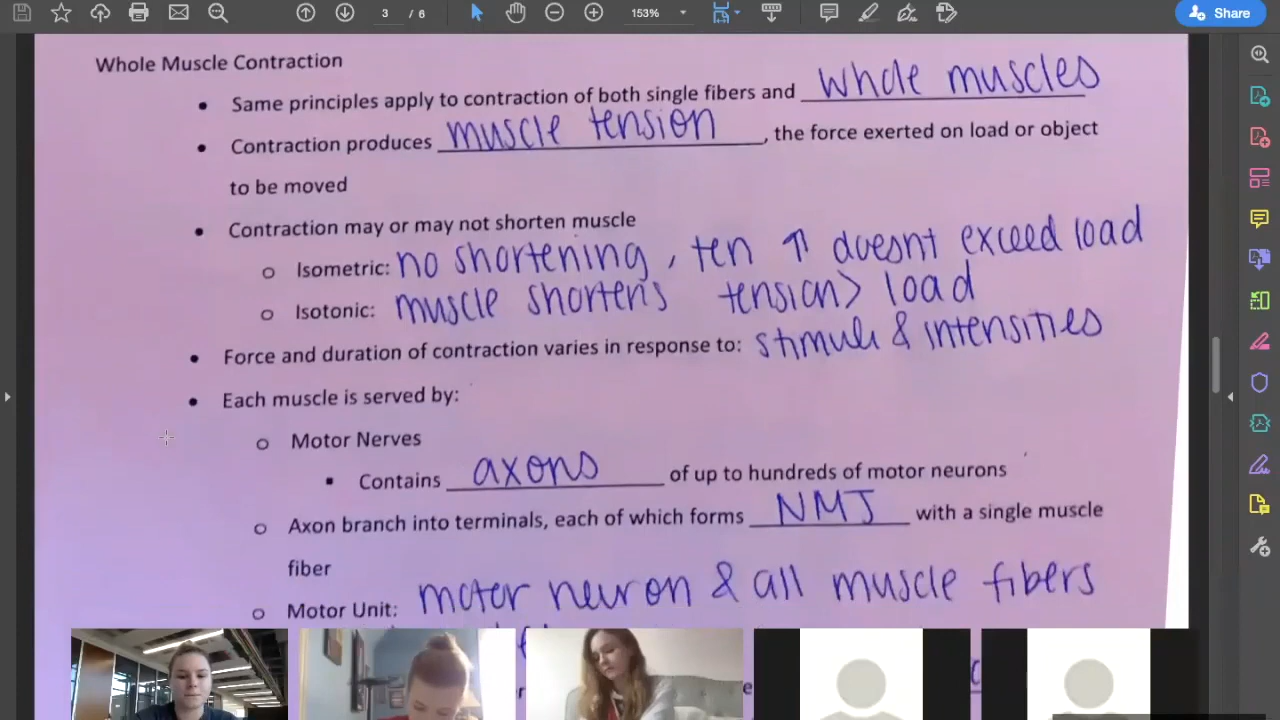 3 / 6 153% Share
Whole Muscle Contraction
• Same principles apply to contraction of both single fibers and whole muscles
• Contraction produces muscle tension, the force exerted on load or object
to be moved
• Contraction may or may not shorten muscle
o Isometric: no shortening, ten ↑ doesnt exceed load
o Isotonic: muscle shortens tension > load
• Force and duration of contraction varies in response to: stimuli & intensities
• Each muscle is served by:
o Motor Nerves
▪ Contains axons of up to hundreds of motor neurons
o Axon branch into terminals, each of which forms NMJ with a single muscle
fiber
o Motor Unit: motor neuron & all muscle fibers